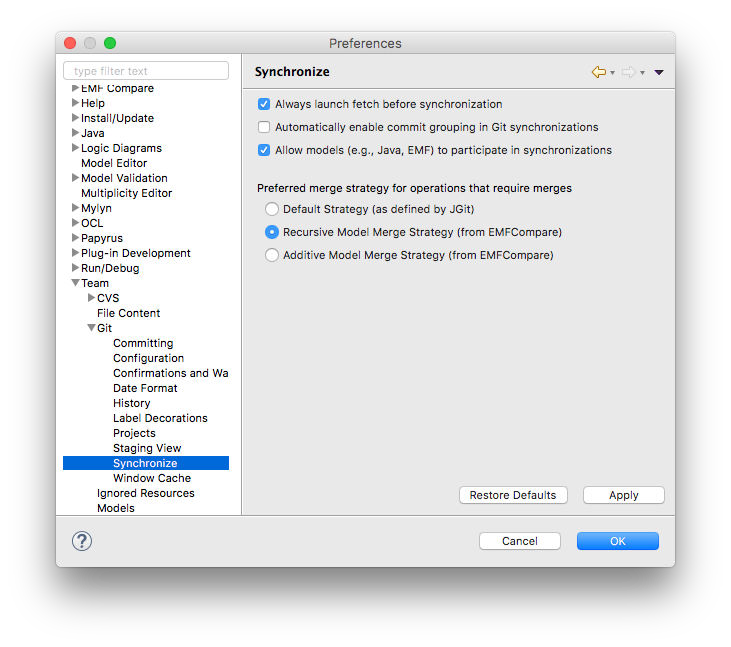 Preferences
type filter text
EMF Compare
Help
Install/Update
Java
Logic Diagrams
Model Editor
Model Validation
Multiplicity Editor
Mylyn
OCL
Papyrus
Plug-in Development
Run/Debug
Team
CVS
File Content
Git
Committing
Configuration
Confirmations and Wa
Date Format
History
Label Decorations
Projects
Staging View
Synchronize
Window Cache
Ignored Resources
Models
Synchronize
Always launch fetch before synchronization
Automatically enable commit grouping in Git synchronizations
Allow models (e.g., Java, EMF) to participate in synchronizations
Preferred merge strategy for operations that require merges
Default Strategy (as defined by JGit)
Recursive Model Merge Strategy (from EMFCompare)
Additive Model Merge Strategy (from EMFCompare)
Restore Defaults
Apply
?
Cancel
OK